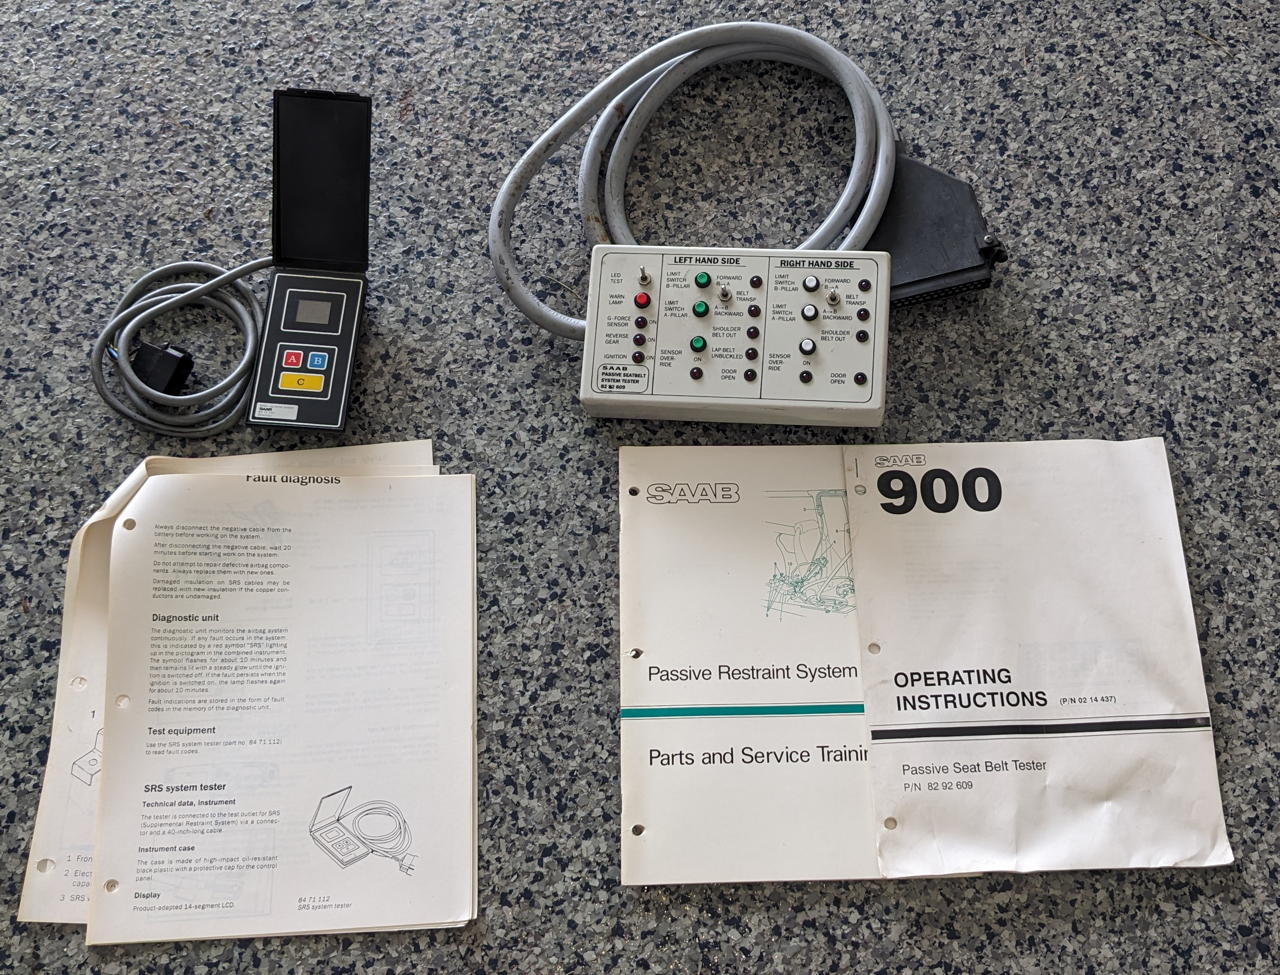 A
B
C
SAAB
LEFT HAND SIDE
RIGHT HAND SIDE
LED
TEST
WARN
LAMP
G-FORCE
SENSOR
ON
REVERSE
GEAR
ON
IGNITION
ON
SAAB
PASSIVE SEATBELT
SYSTEM TESTER
82 92 609
LIMIT
SWITCH
B-PILLAR
LIMIT
SWITCH
A-PILLAR
SENSOR
OVER-
RIDE
ON
FORWARD
B→A
BELT
TRANSP
A→B
BACKWARD
SHOULDER
BELT OUT
LAP BELT
UNBUCKLED
DOOR
OPEN
LIMIT
SWITCH
B-PILLAR
LIMIT
SWITCH
A-PILLAR
SENSOR
OVER-
RIDE
ON
FORWARD
B→A
BELT
TRANSP
A→B
BACKWARD
SHOULDER
BELT OUT
DOOR
OPEN
Fault diagnosis
Always disconnect the negative cable from the
battery before working on the system.
After disconnecting the negative cable, wait 20
minutes before starting work on the system.
Do not attempt to repair defective airbag compo-
nents. Always replace them with new ones.
Damaged insulation on SRS cables may be
replaced with new insulation if the copper con-
ductors are undamaged.
Diagnostic unit
The diagnostic unit monitors the airbag system
continuously. If any fault occurs in the system,
this is indicated by a red symbol "SRS" lighting
up in the pictogram in the combined instrument.
The symbol flashes for about 10 minutes and
then remains lit with a steady glow until the igni-
tion is switched off. If the fault persists when the
ignition is switched on, the lamp flashes again
for about 10 minutes.
Fault indications are stored in the form of fault
codes in the memory of the diagnostic unit.
Test equipment
Use the SRS system tester (part no. 84 71 112)
to read fault codes.
SRS system tester
Technical data, instrument
The tester is connected to the test outlet for SRS
(Supplemental Restraint System) via a connec-
tor and a 40-inch-long cable.
Instrument case
The case is made of high-impact oil-resistant
black plastic with a protective cap for the control
panel.
Display
Product-adapted 14-segment LCD.
84 71 112
SRS system tester
1
1 Fron
2 Elect
capa
3 SRS
SAAB
Passive Restraint System
Parts and Service Trainin
SAAB
900
OPERATING
INSTRUCTIONS (P/N 02 14 437)
Passive Seat Belt Tester
P/N 82 92 609